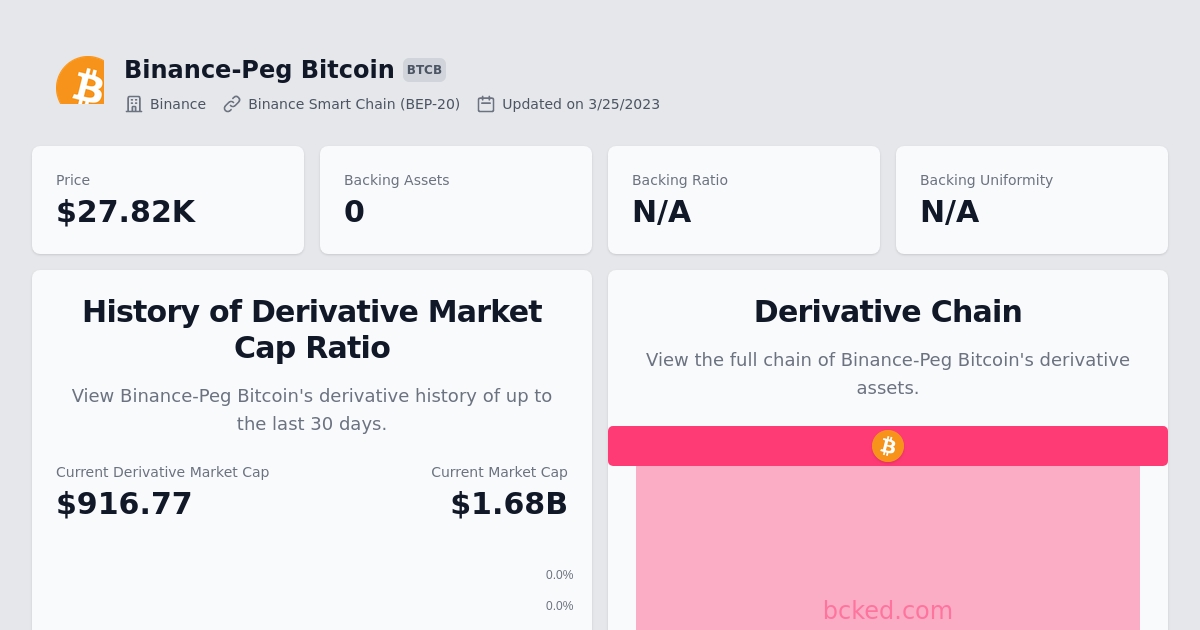 Binance-Peg Bitcoin BTCB
Binance Binance Smart Chain (BEP-20) Updated on 3/25/2023
Price
$27.82K
Backing Assets
0
Backing Ratio
N/A
Backing Uniformity
N/A
History of Derivative Market
Cap Ratio
View Binance-Peg Bitcoin's derivative history of up to
the last 30 days.
Current Derivative Market Cap
$916.77
Current Market Cap
$1.68B
0.0%
0.0%
Derivative Chain
View the full chain of Binance-Peg Bitcoin's derivative
assets.
bcked.com